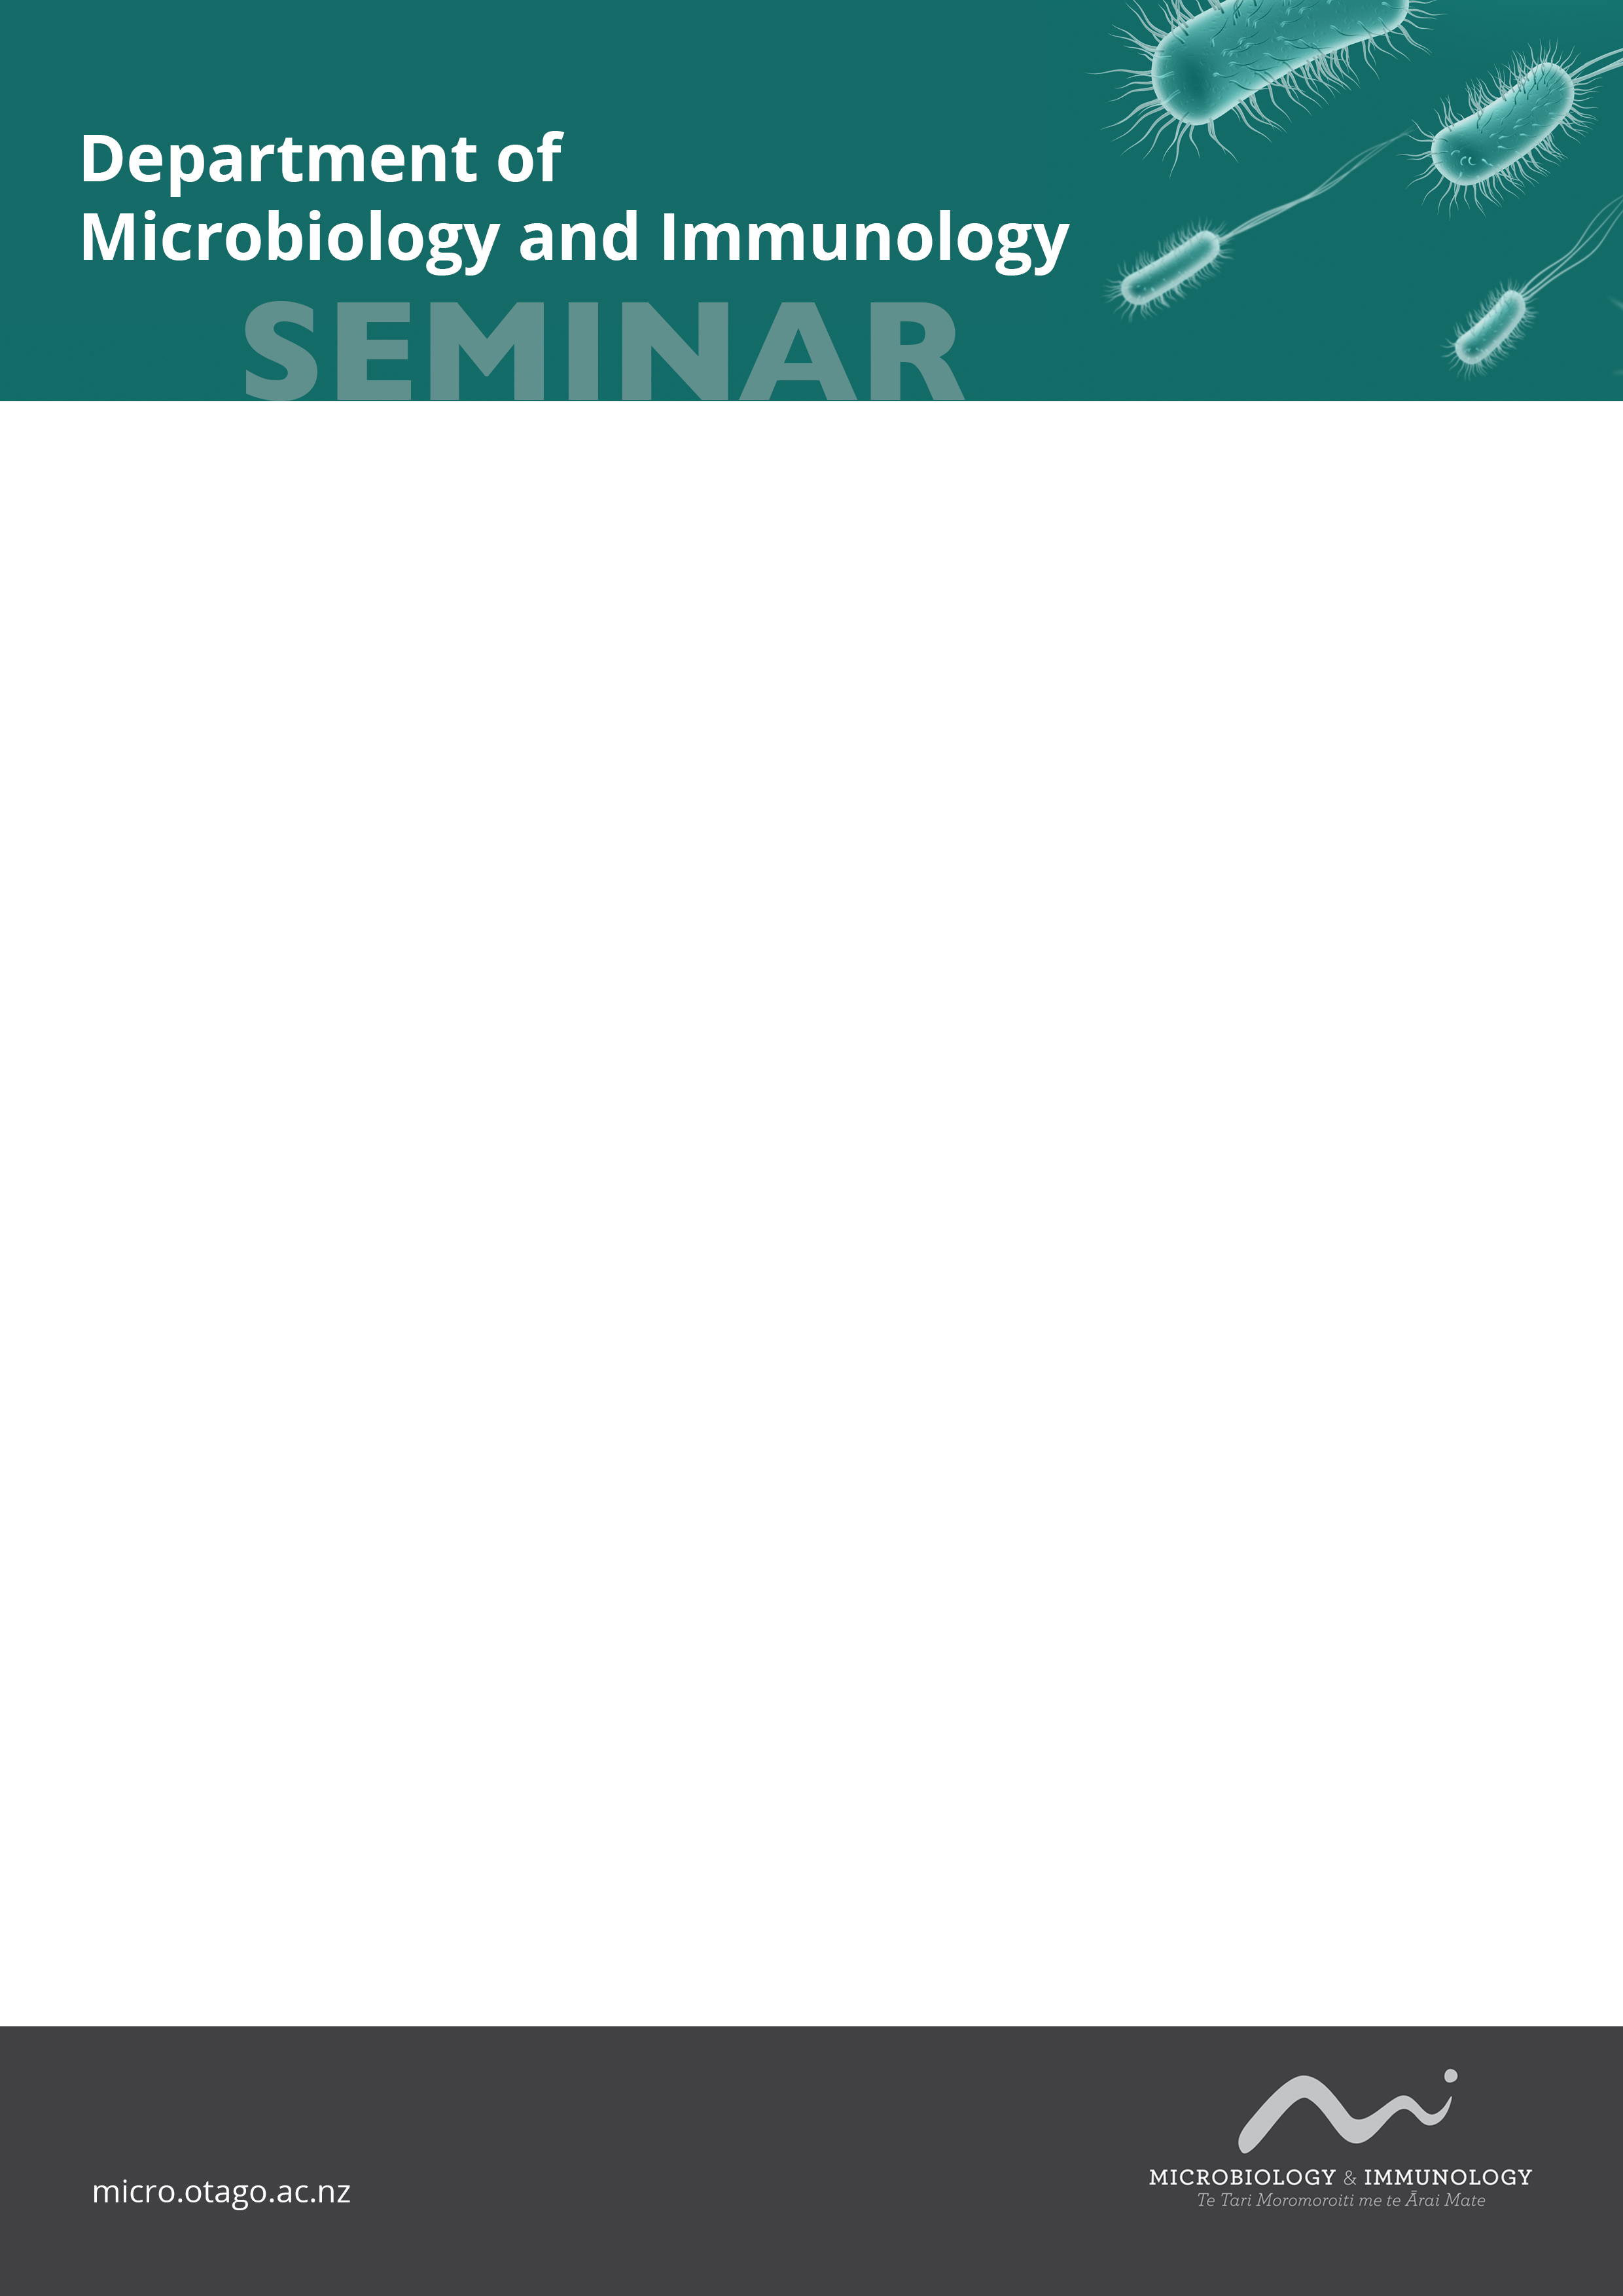 Department of
Microbiology and Immunology
SEMINAR
micro.otago.ac.nz
MICROBIOLOGY & IMMUNOLOGY
Te Tari Moromoroiti me te Ārai Mate